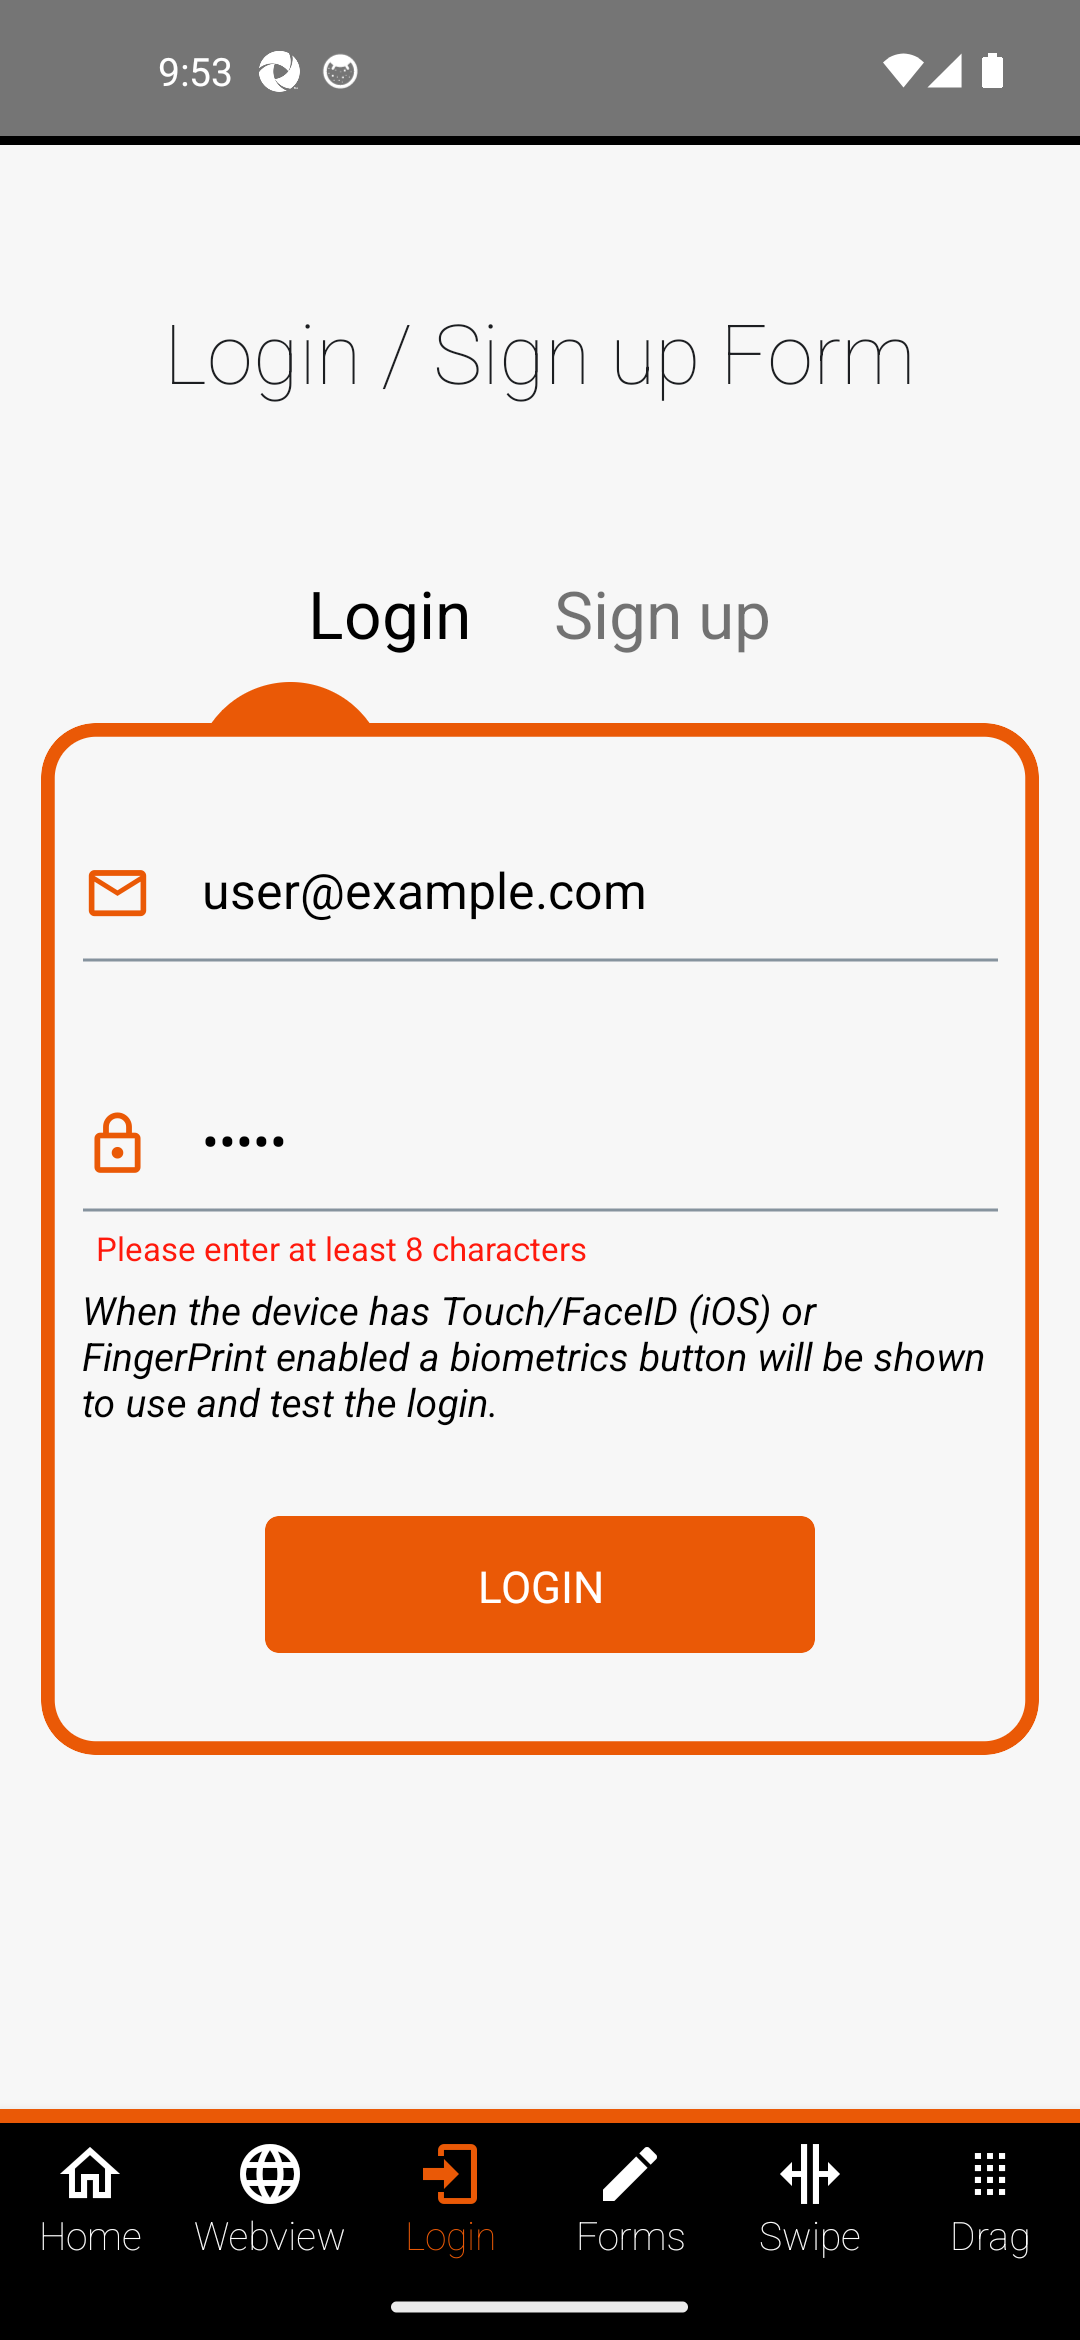 9:53
Login / Sign up Form
Login Sign up
user@example.com
•••••
Please enter at least 8 characters
When the device has Touch/FaceID (iOS) or
FingerPrint enabled a biometrics button will be shown
to use and test the login.
LOGIN
Home Webview Login Forms Swipe Drag